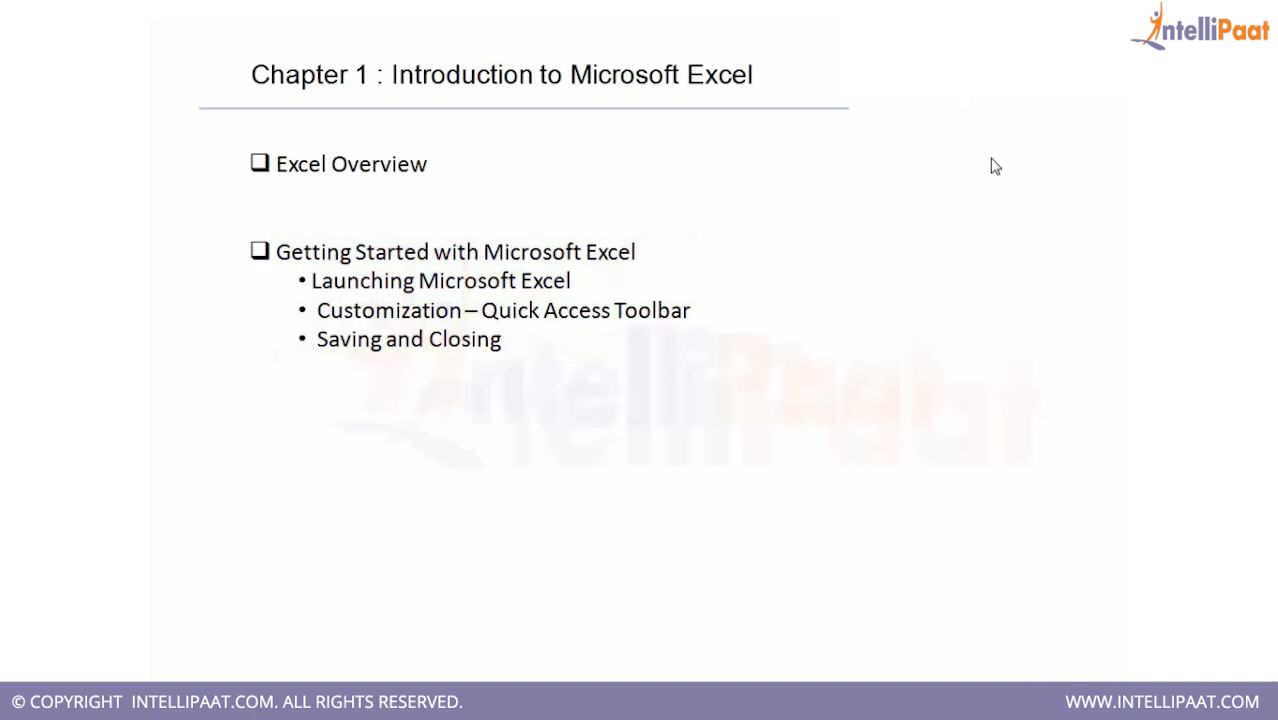 IntelliPaat
Chapter 1 : Introduction to Microsoft Excel
❑ Excel Overview
❑ Getting Started with Microsoft Excel
• Launching Microsoft Excel
• Customization – Quick Access Toolbar
• Saving and Closing
IntelliPaat
© COPYRIGHT INTELLIPAAT.COM. ALL RIGHTS RESERVED.
WWW.INTELLIPAAT.COM